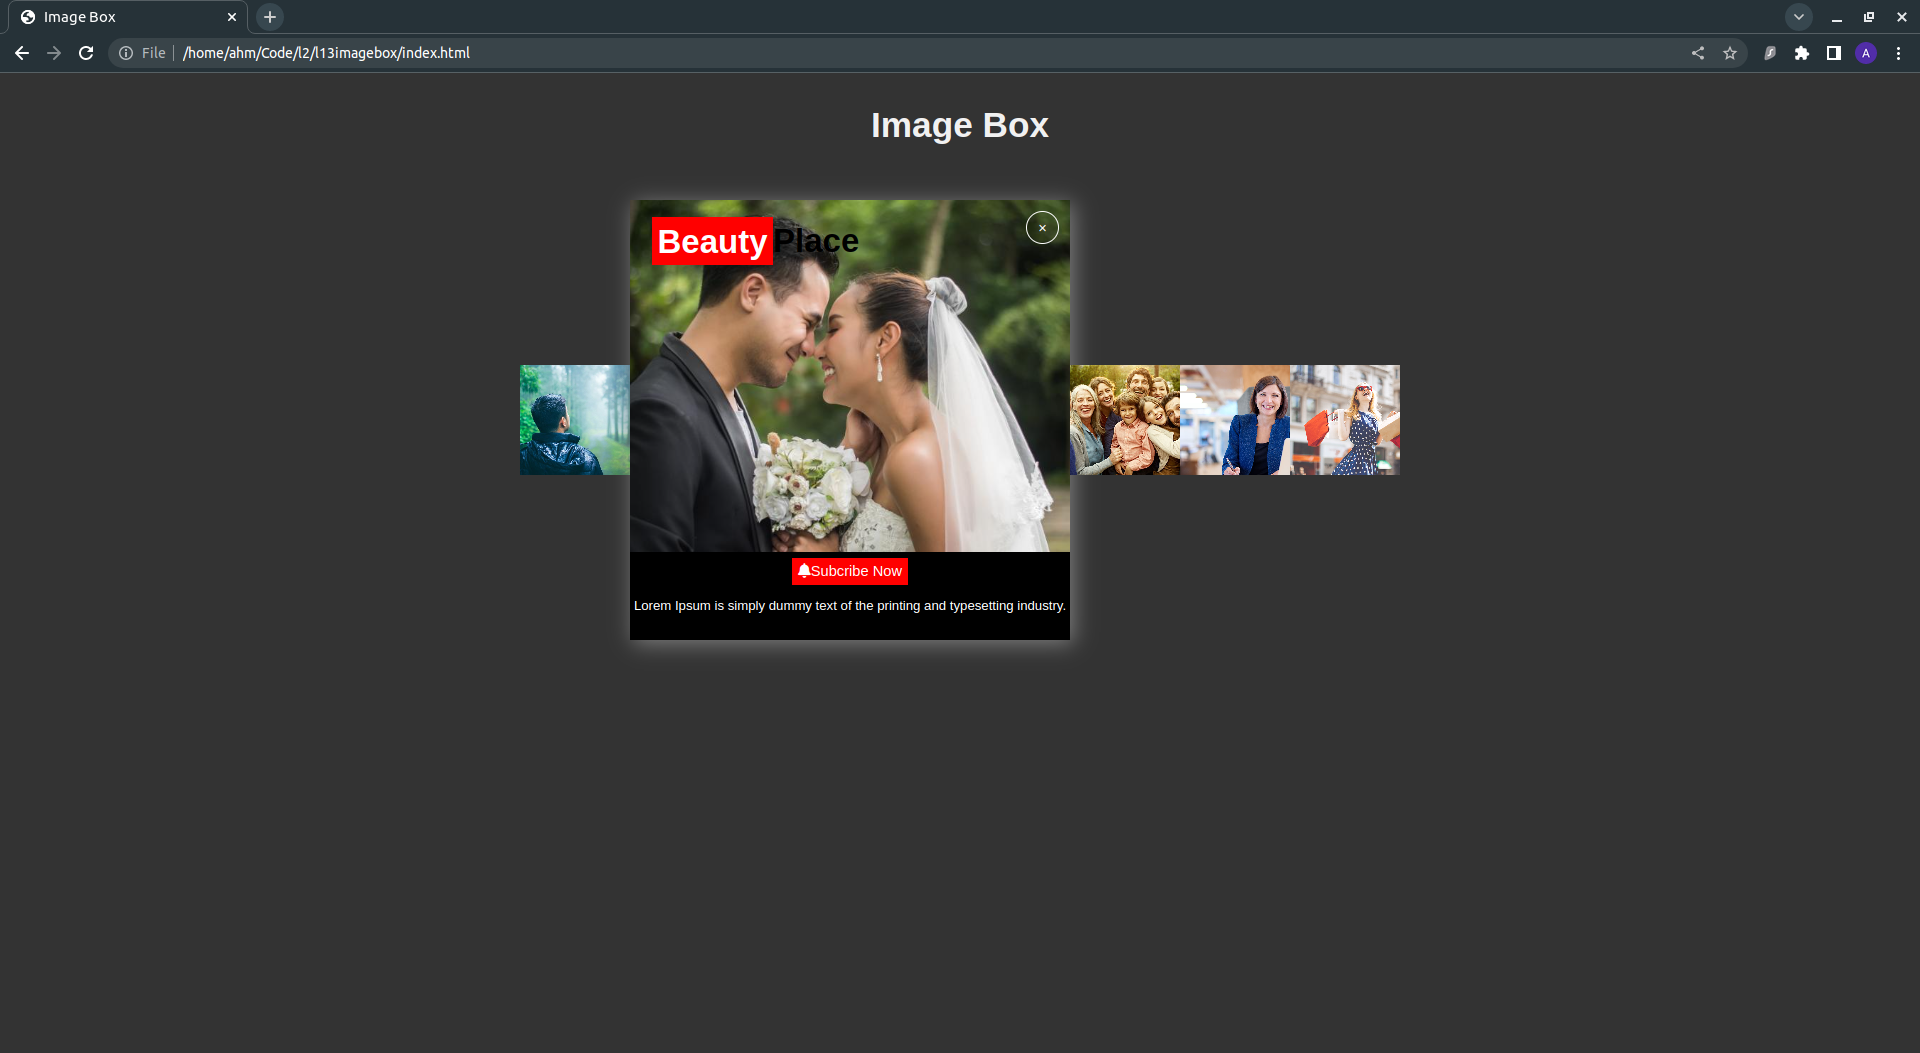 Image Box
File
/home/ahm/Code/l2/l13imagebox/index.html
A
Image Box
Beauty Place
×
Subcribe Now
Lorem Ipsum is simply dummy text of the printing and typesetting industry.